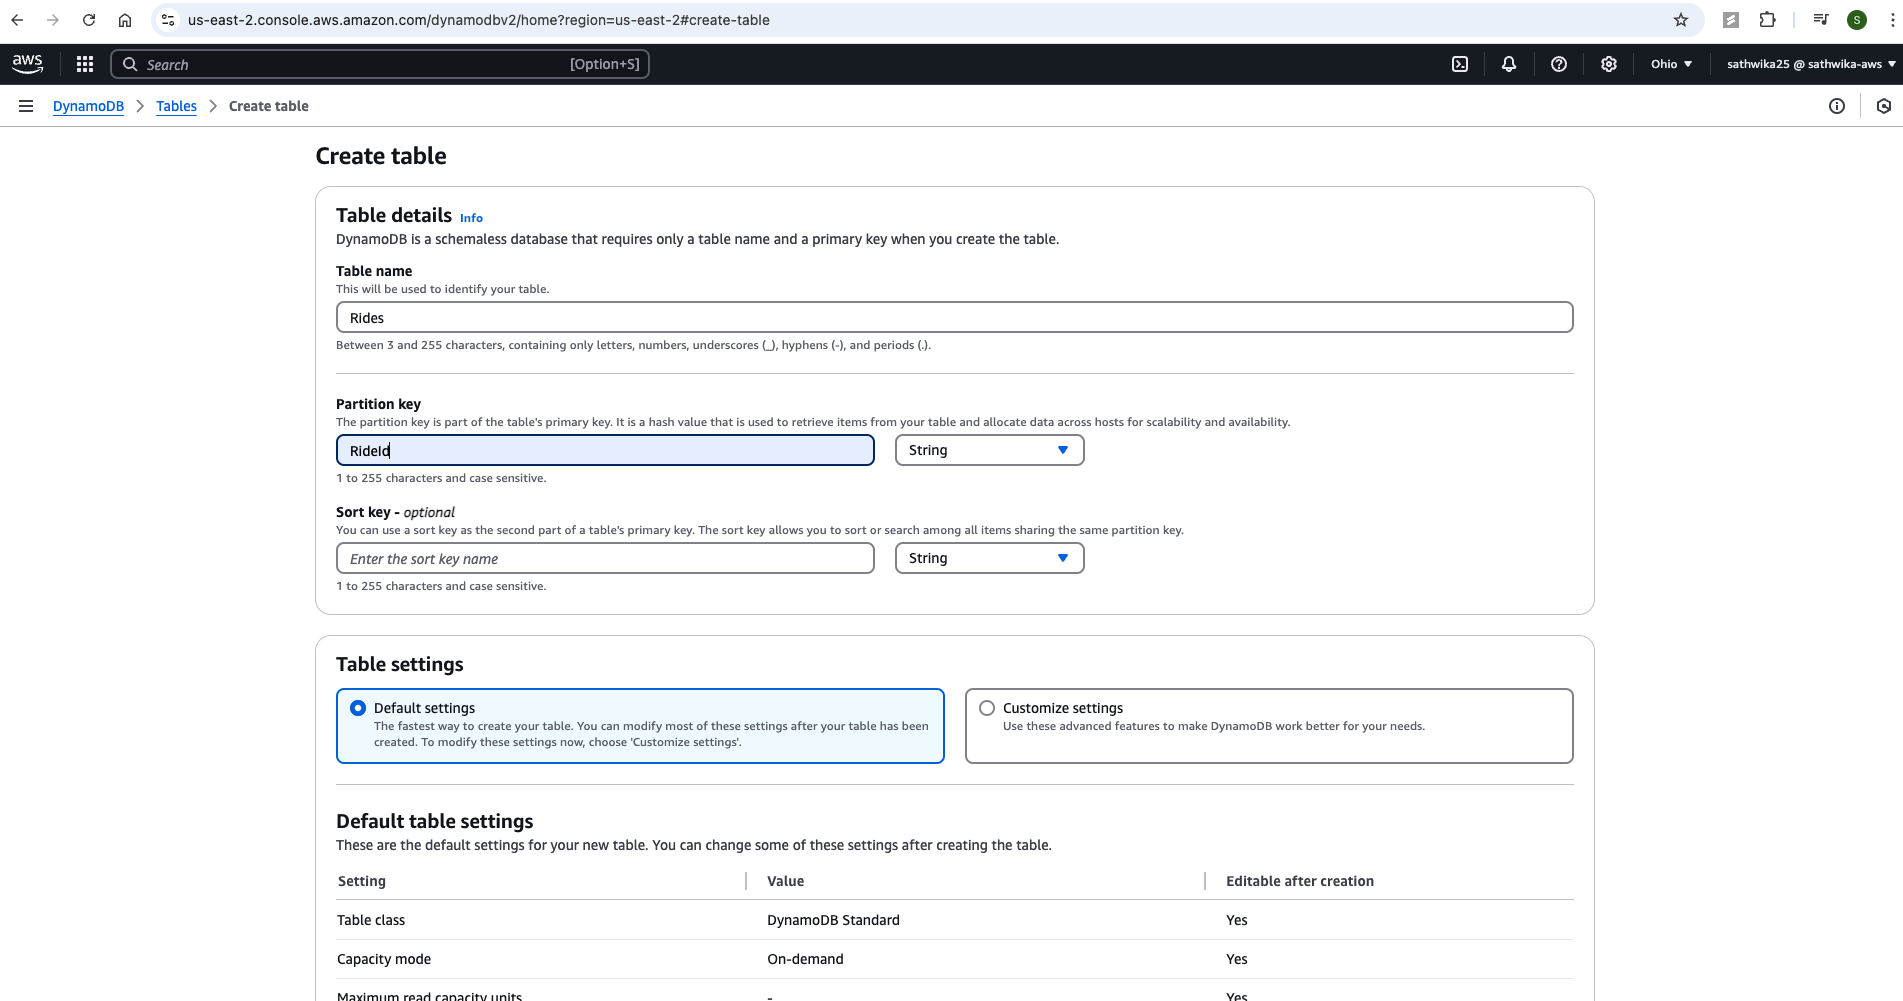 us-east-2.console.aws.amazon.com/dynamodbv2/home?region=us-east-2#create-table
S
aws
Search
[Option+S]
Ohio
sathwika25 @ sathwika-aws
DynamoDB
Tables
Create table
Create table
Table details Info
DynamoDB is a schemaless database that requires only a table name and a primary key when you create the table.
Table name
This will be used to identify your table.
Rides
Between 3 and 255 characters, containing only letters, numbers, underscores (_), hyphens (-), and periods (.).
Partition key
The partition key is part of the table's primary key. It is a hash value that is used to retrieve items from your table and allocate data across hosts for scalability and availability.
RideId
String
1 to 255 characters and case sensitive.
Sort key - optional
You can use a sort key as the second part of a table's primary key. The sort key allows you to sort or search among all items sharing the same partition key.
Enter the sort key name
String
1 to 255 characters and case sensitive.
Table settings
Default settings
The fastest way to create your table. You can modify most of these settings after your table has been
created. To modify these settings now, choose 'Customize settings'.
Customize settings
Use these advanced features to make DynamoDB work better for your needs.
Default table settings
These are the default settings for your new table. You can change some of these settings after creating the table.
Setting
Value
Editable after creation
Table class
DynamoDB Standard
Yes
Capacity mode
On-demand
Yes
Maximum read capacity units
-
Yes